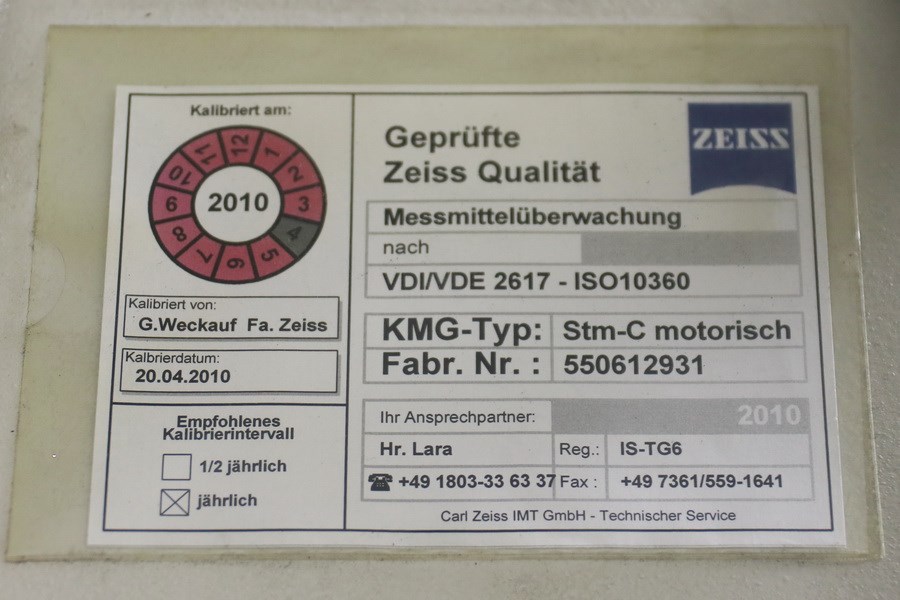 Kalibriert am:
12
1
2
3
4
5
6
7
8
9
10
11
2010
Kalibriert von:
G.Weckauf Fa. Zeiss
Kalbrierdatum:
20.04.2010
Empfohlenes
Kalibrierintervall
1/2 jährlich
jährlich
Geprüfte
Zeiss Qualität
ZEISS
Messmittelüberwachung
nach
VDI/VDE 2617 - ISO10360
KMG-Typ: Stm-C motorisch
Fabr. Nr. : 550612931
Ihr Ansprechpartner: 2010
Hr. Lara Reg.: IS-TG6
☎ +49 1803-33 63 37 Fax : +49 7361/559-1641
Carl Zeiss IMT GmbH - Technischer Service